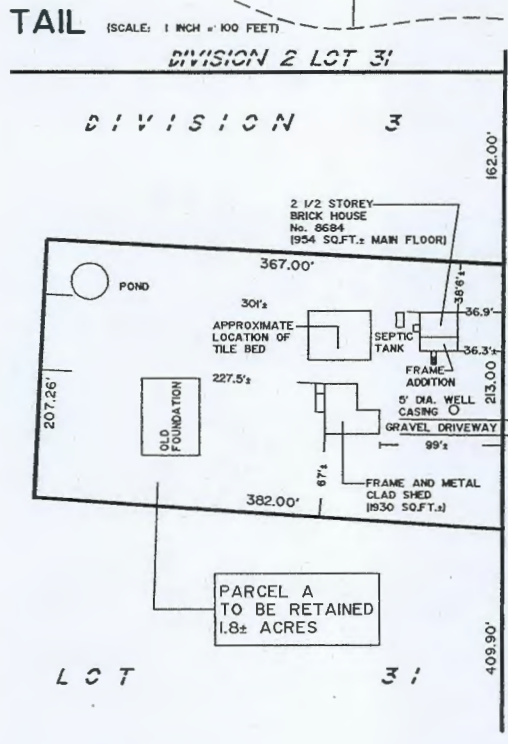 TAIL (SCALE: 1 INCH = 100 FEET)
DIVISION 2 LOT 31
DIVISION 3
162.00'
2 1/2 STOREY
BRICK HOUSE
No. 8684
(954 SQ.FT.± MAIN FLOOR)
367.00'
38'6"±
POND
301'±
36.9'
APPROXIMATE
LOCATION OF
TILE BED
SEPTIC
TANK
36.3'±
FRAME
ADDITION
213.00
227.5'±
207.26'
OLD
FOUNDATION
5' DIA. WELL
CASING
GRAVEL DRIVEWAY
99'±
67'±
FRAME AND METAL
CLAD SHED
(1930 SQ.FT.±)
382.00'
PARCEL A
TO BE RETAINED
1.8± ACRES
409.90'
LOT 31